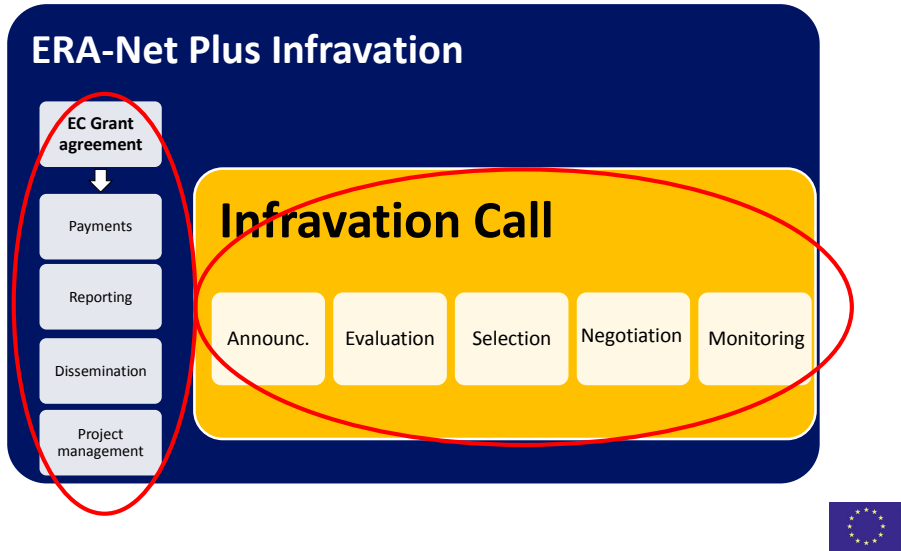 ERA-Net Plus Infravation
EC Grant
agreement
Payments
Reporting
Dissemination
Project
management
Infravation Call
Announc.
Evaluation
Selection
Negotiation
Monitoring